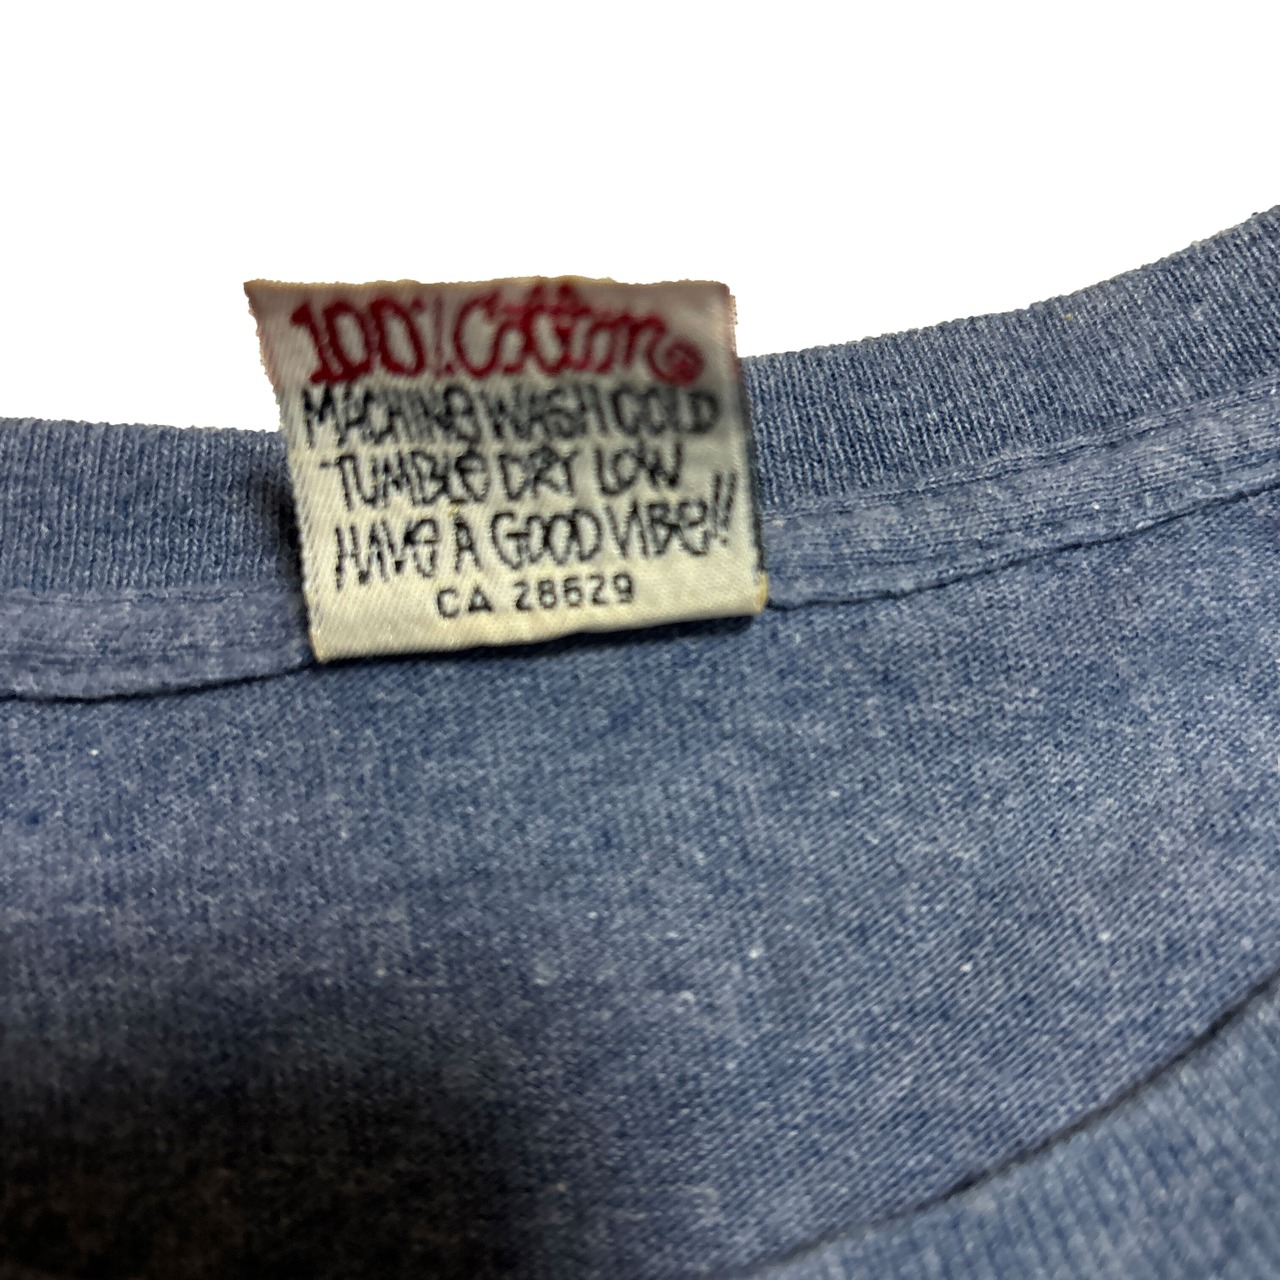 100% Cotton
MACHINE WASH COLD
TUMBLE DRY LOW
HAVE A GOOD VIBE!!
CA 28629